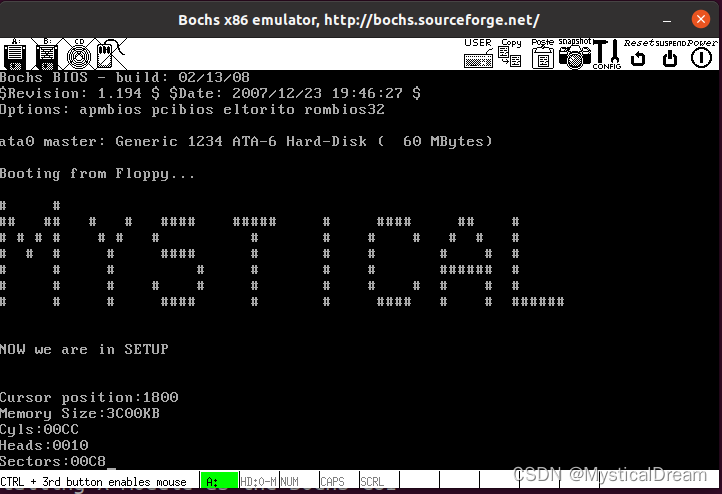 Bochs x86 emulator, http://bochs.sourceforge.net/
A: B: CD USER Copy Paste snapshot CONFIG Reset SUSPEND Power
Bochs BIOS - build: 02/13/08
$Revision: 1.194 $ $Date: 2007/12/23 19:46:27 $
Options: apmbios pcibios eltorito rombios32
ata0 master: Generic 1234 ATA-6 Hard-Disk (  60 MBytes)
Booting from Floppy...
MYSTICAL
NOW we are in SETUP
Cursor position:1800
Memory Size:3C00KB
Cyls:00CC
Heads:0010
Sectors:00C8
CTRL + 3rd button enables mouse A: HD:0-M NUM CAPS SCRL
CSDN @MysticalDream